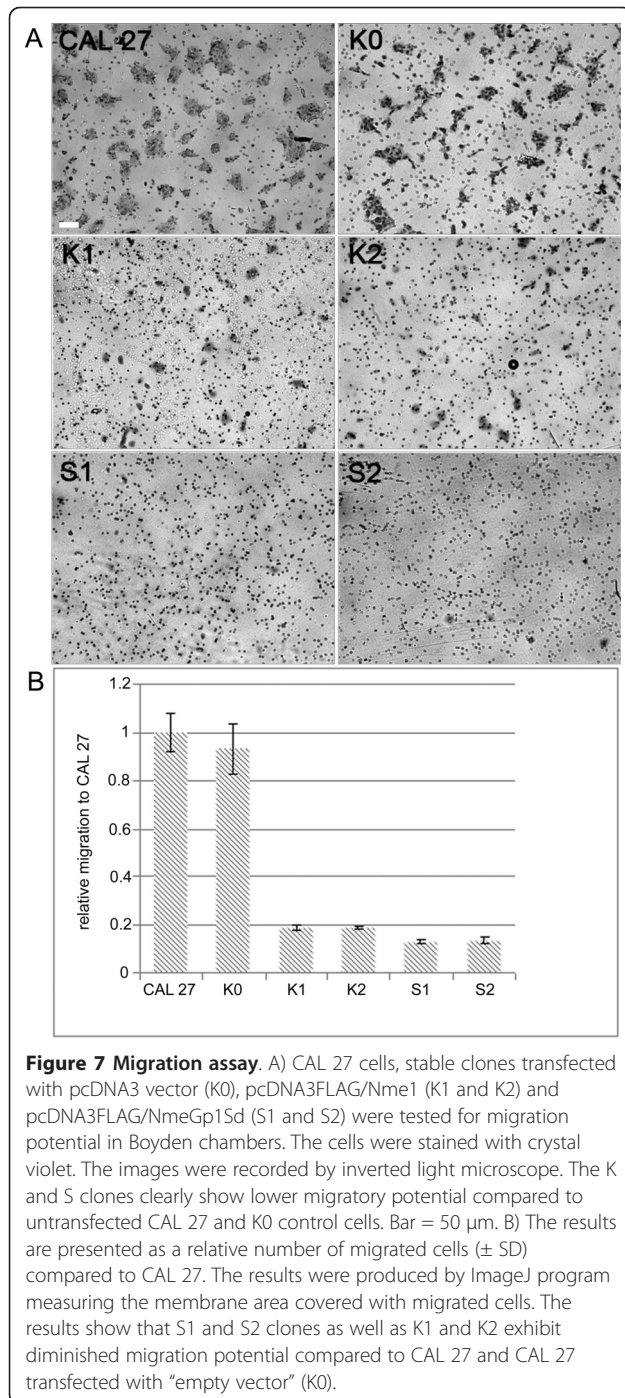 A
CAL 27
K0
K1
K2
S1
S2
B
1.2
1
0.8
0.6
0.4
0.2
0
relative migration to CAL 27
CAL 27 K0 K1 K2 S1 S2
Figure 7 Migration assay. A) CAL 27 cells, stable clones transfected
with pcDNA3 vector (K0), pcDNA3FLAG/Nme1 (K1 and K2) and
pcDNA3FLAG/NmeGp1Sd (S1 and S2) were tested for migration
potential in Boyden chambers. The cells were stained with crystal
violet. The images were recorded by inverted light microscope. The K
and S clones clearly show lower migratory potential compared to
untransfected CAL 27 and K0 control cells. Bar = 50 μm. B) The results
are presented as a relative number of migrated cells (± SD)
compared to CAL 27. The results were produced by ImageJ program
measuring the membrane area covered with migrated cells. The
results show that S1 and S2 clones as well as K1 and K2 exhibit
diminished migration potential compared to CAL 27 and CAL 27
transfected with “empty vector” (K0).